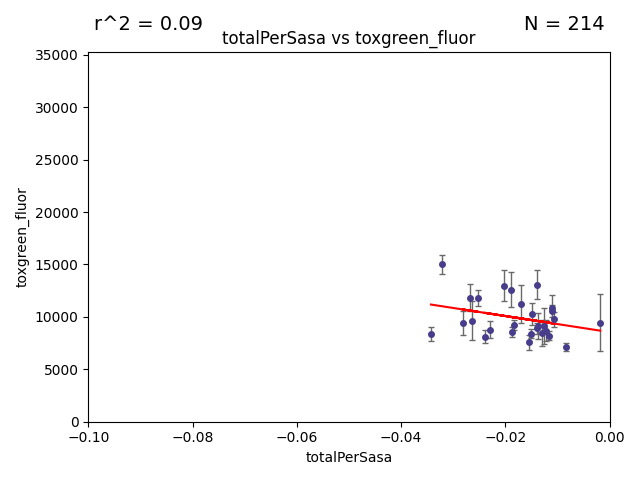 r^2 = 0.09
N = 214
totalPerSasa vs toxgreen_fluor
35000
30000
25000
20000
15000
10000
5000
0
toxgreen_fluor
−0.10
−0.08
−0.06
−0.04
−0.02
0.00
totalPerSasa